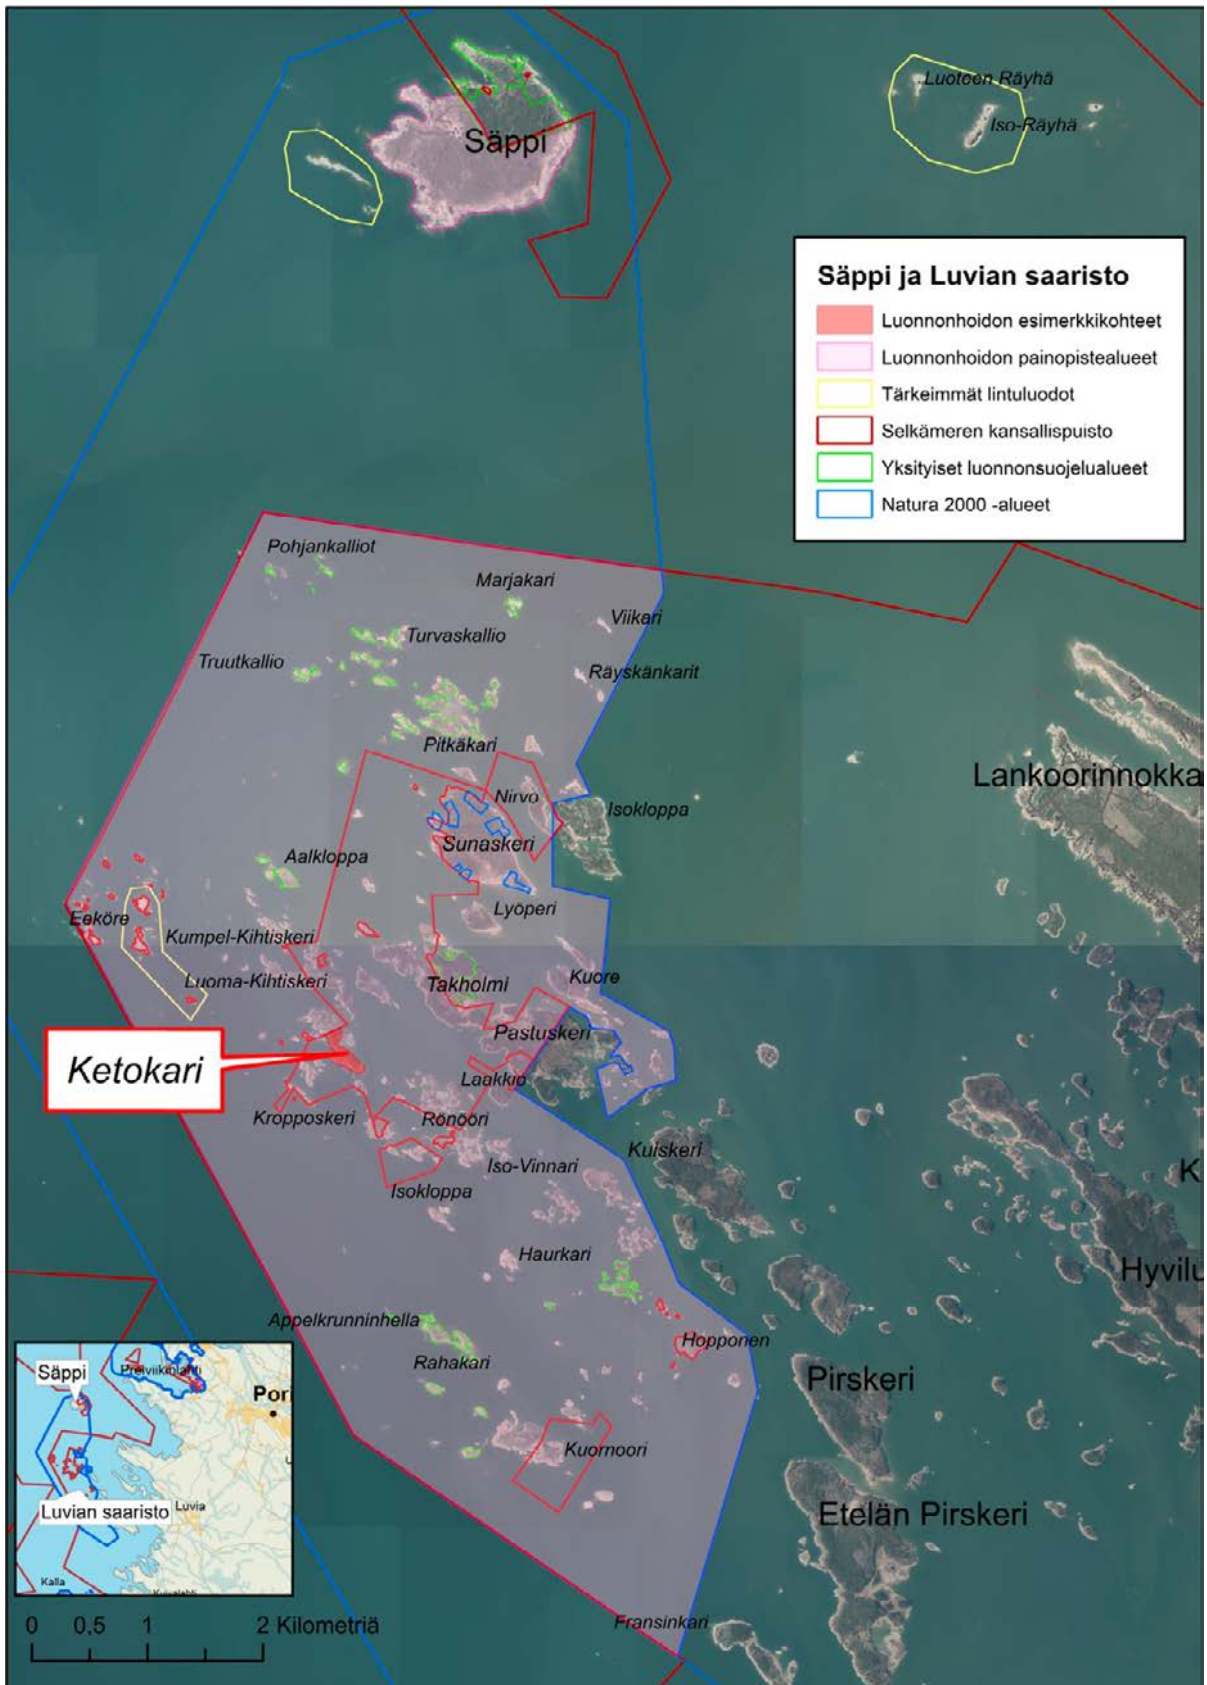 Luoteen Räyhä
Iso-Räyhä
Säppi
Säppi ja Luvian saaristo
Luonnonhoidon esimerkkikohteet
Luonnonhoidon painopistealueet
Tärkeimmät lintuluodot
Selkämeren kansallispuisto
Yksityiset luonnonsuojelualueet
Natura 2000 -alueet
Pohjankalliot
Marjakari
Viikari
Turvaskallio
Truutkallio
Räyskänkarit
Pitkäkari
Lankoorinnokka
Nirvo
Isokloppa
Sunaskeri
Aalkloppa
Lyöperi
Eeköre
Kumpel-Kihtiskeri
Luoma-Kihtiskeri
Takholmi
Kuore
Pastuskeri
Ketokari
Laakkio
Kropposkeri
Rönööri
Kuiskeri
Iso-Vinnari
K
Isokloppa
Haurkari
Hyvilu
Appelkrunninhella
Hopponen
Rahakari
Pirskeri
Kuornoori
Etelän Pirskeri
Fransinkari
Säppi
Preiviikinlahti
Pori
Luvian saaristo
Luvia
Kalla
0 0,5 1 2 Kilometriä